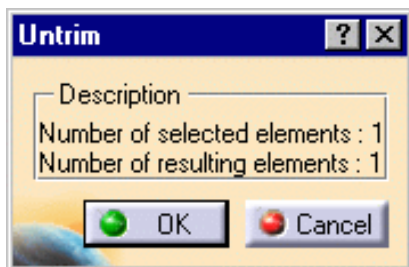 Untrim ? X
Description
Number of selected elements : 1
Number of resulting elements : 1
OK Cancel